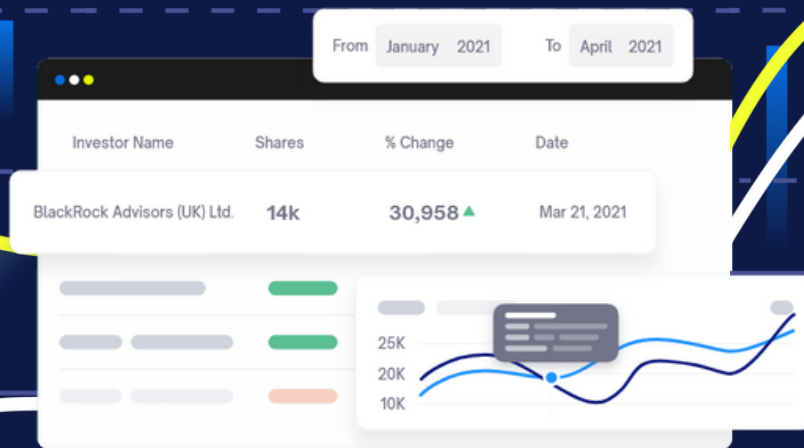 From January 2021 To April 2021
Investor Name Shares % Change Date
BlackRock Advisors (UK) Ltd. 14k 30,958 Mar 21, 2021
25K
20K
10K